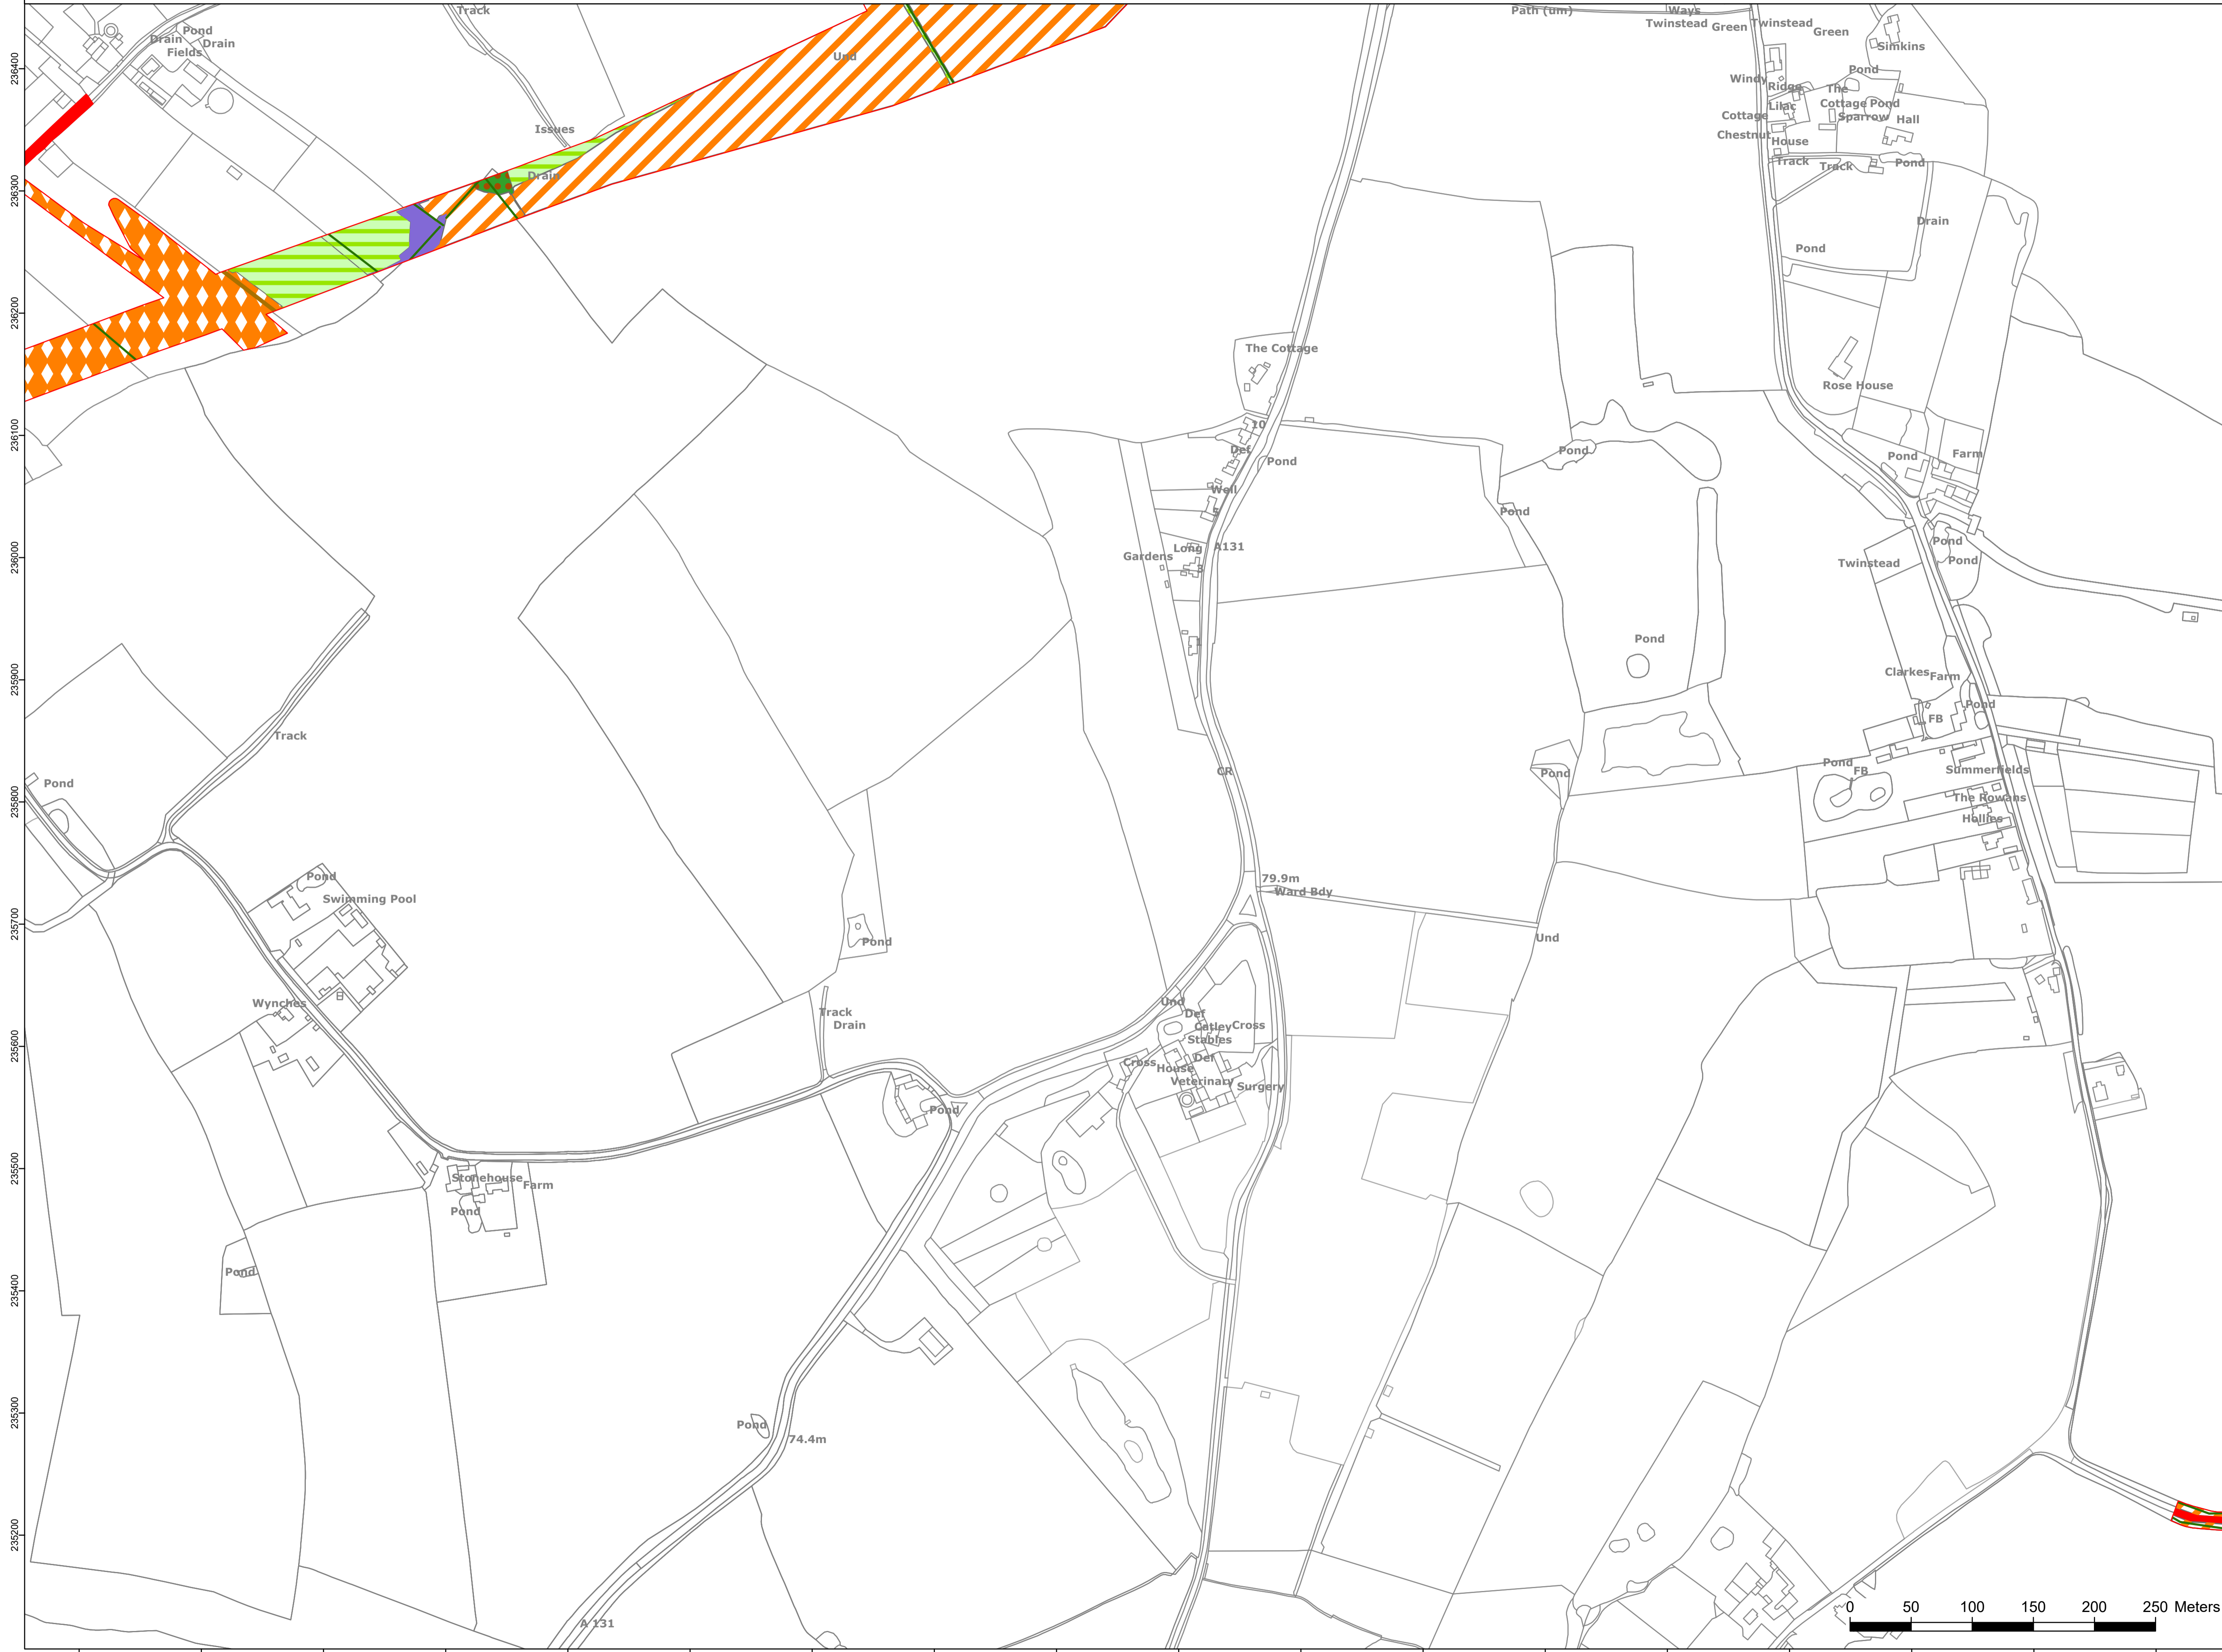 Track
Path (um)
Ways
Twinstead
Green
Twinstead
Green
Pond
Drain
Drain
Fields
Simkins
Und
236400
Windy
Ridge
Pond
The
Lilac
Cottage
Pond
Cottage
Sparrow
Hall
Chestnut
House
Issues
Track
Track
Pond
Drain
236300
Drain
Pond
236200
The Cottage
Rose House
236100
10
Def
Pond
Pond
Pond
Farm
Well
Pond
5
236000
Long
A131
Gardens
3
Pond
Pond
Twinstead
1
Pond
235900
Clarkes
Farm
Pond
FB
Track
CR
Pond
Pond
FB
Summerfields
Pond
235800
The Rowans
Hollies
Pond
Swimming Pool
79.9m
Ward Bdy
235700
Pond
Und
Wynches
Und
Track
Drain
Def
Catley
Cross
Stables
235600
Cross
House
Def
Veterinary
Surgery
Pond
235500
Stonehouse
Farm
Pond
Pond
235400
235300
Pond
74.4m
235200
A 131
0 50 100 150 200 250 Meters